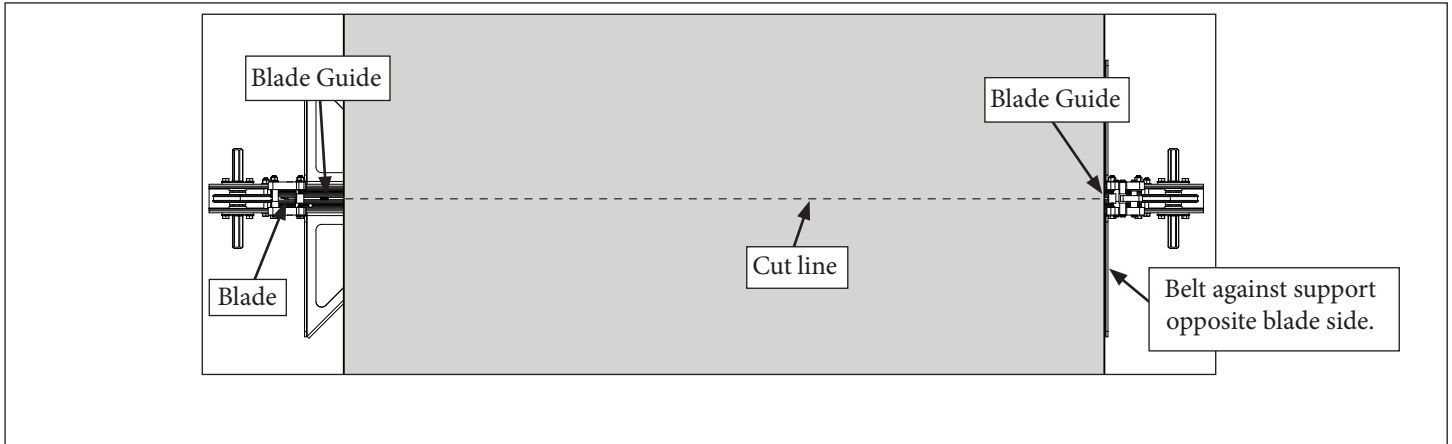 Blade Guide
Blade Guide
Cut line
Blade
Belt against support
opposite blade side.